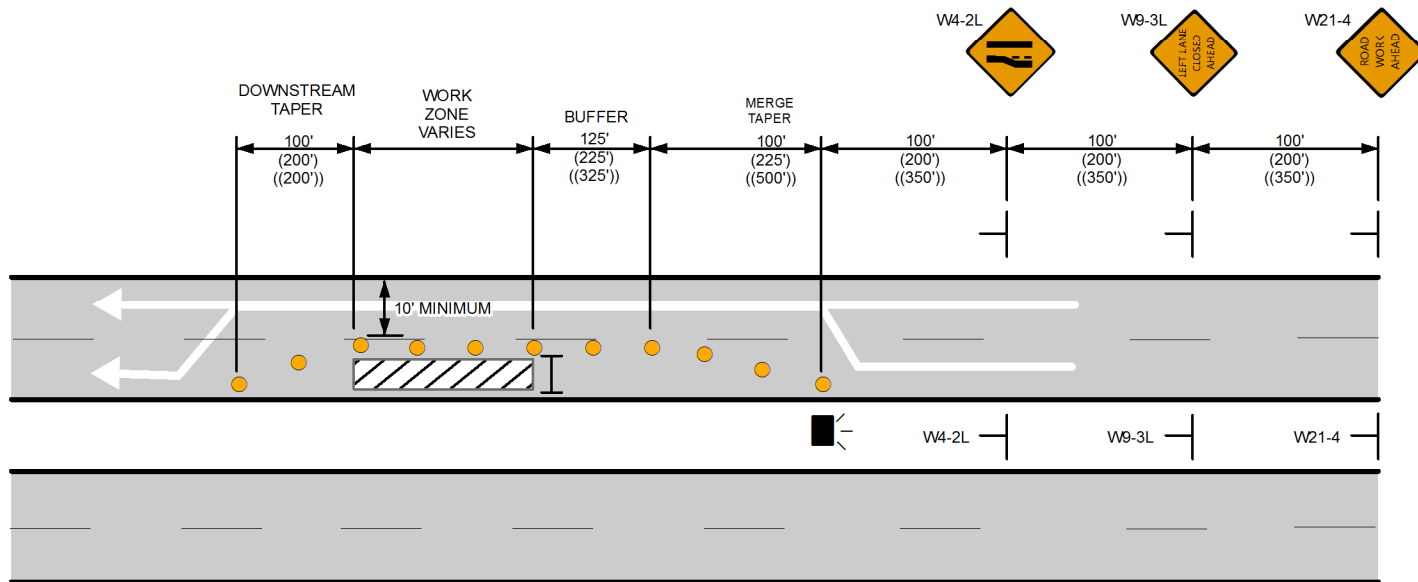 W4-2L
W9-3L
W21-4
LEFT LANE
CLOSED
AHEAD
ROAD
WORK
AHEAD
DOWNSTREAM
TAPER
WORK
ZONE
VARIES
BUFFER
MERGE
TAPER
100'
(200')
((200'))
125'
(225')
((325'))
100'
(225')
((500'))
100'
(200')
((350'))
100'
(200')
((350'))
100'
(200')
((350'))
10' MINIMUM
W4-2L
W9-3L
W21-4